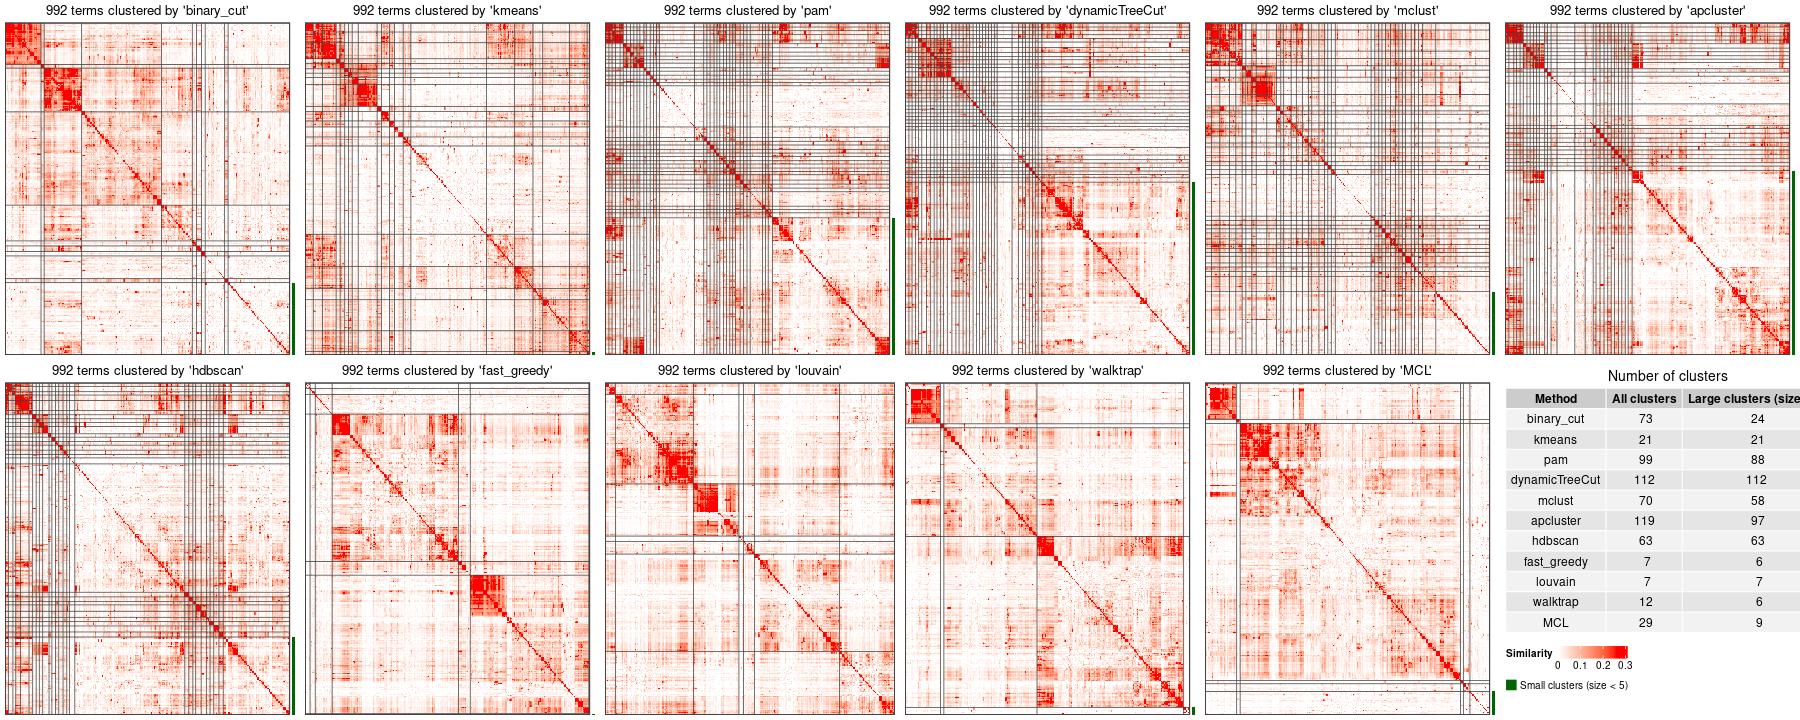 992 terms clustered by 'binary_cut'
992 terms clustered by 'kmeans'
992 terms clustered by 'pam'
992 terms clustered by 'dynamicTreeCut'
992 terms clustered by 'mclust'
992 terms clustered by 'apcluster'
992 terms clustered by 'hdbscan'
992 terms clustered by 'fast_greedy'
992 terms clustered by 'louvain'
992 terms clustered by 'walktrap'
992 terms clustered by 'MCL'
Number of clusters
Method All clusters Large clusters (size
binary_cut 73 24
kmeans 21 21
pam 99 88
dynamicTreeCut 112 112
mclust 70 58
apcluster 119 97
hdbscan 63 63
fast_greedy 7 6
louvain 7 7
walktrap 12 6
MCL 29 9
Similarity
0 0.1 0.2 0.3
Small clusters (size < 5)